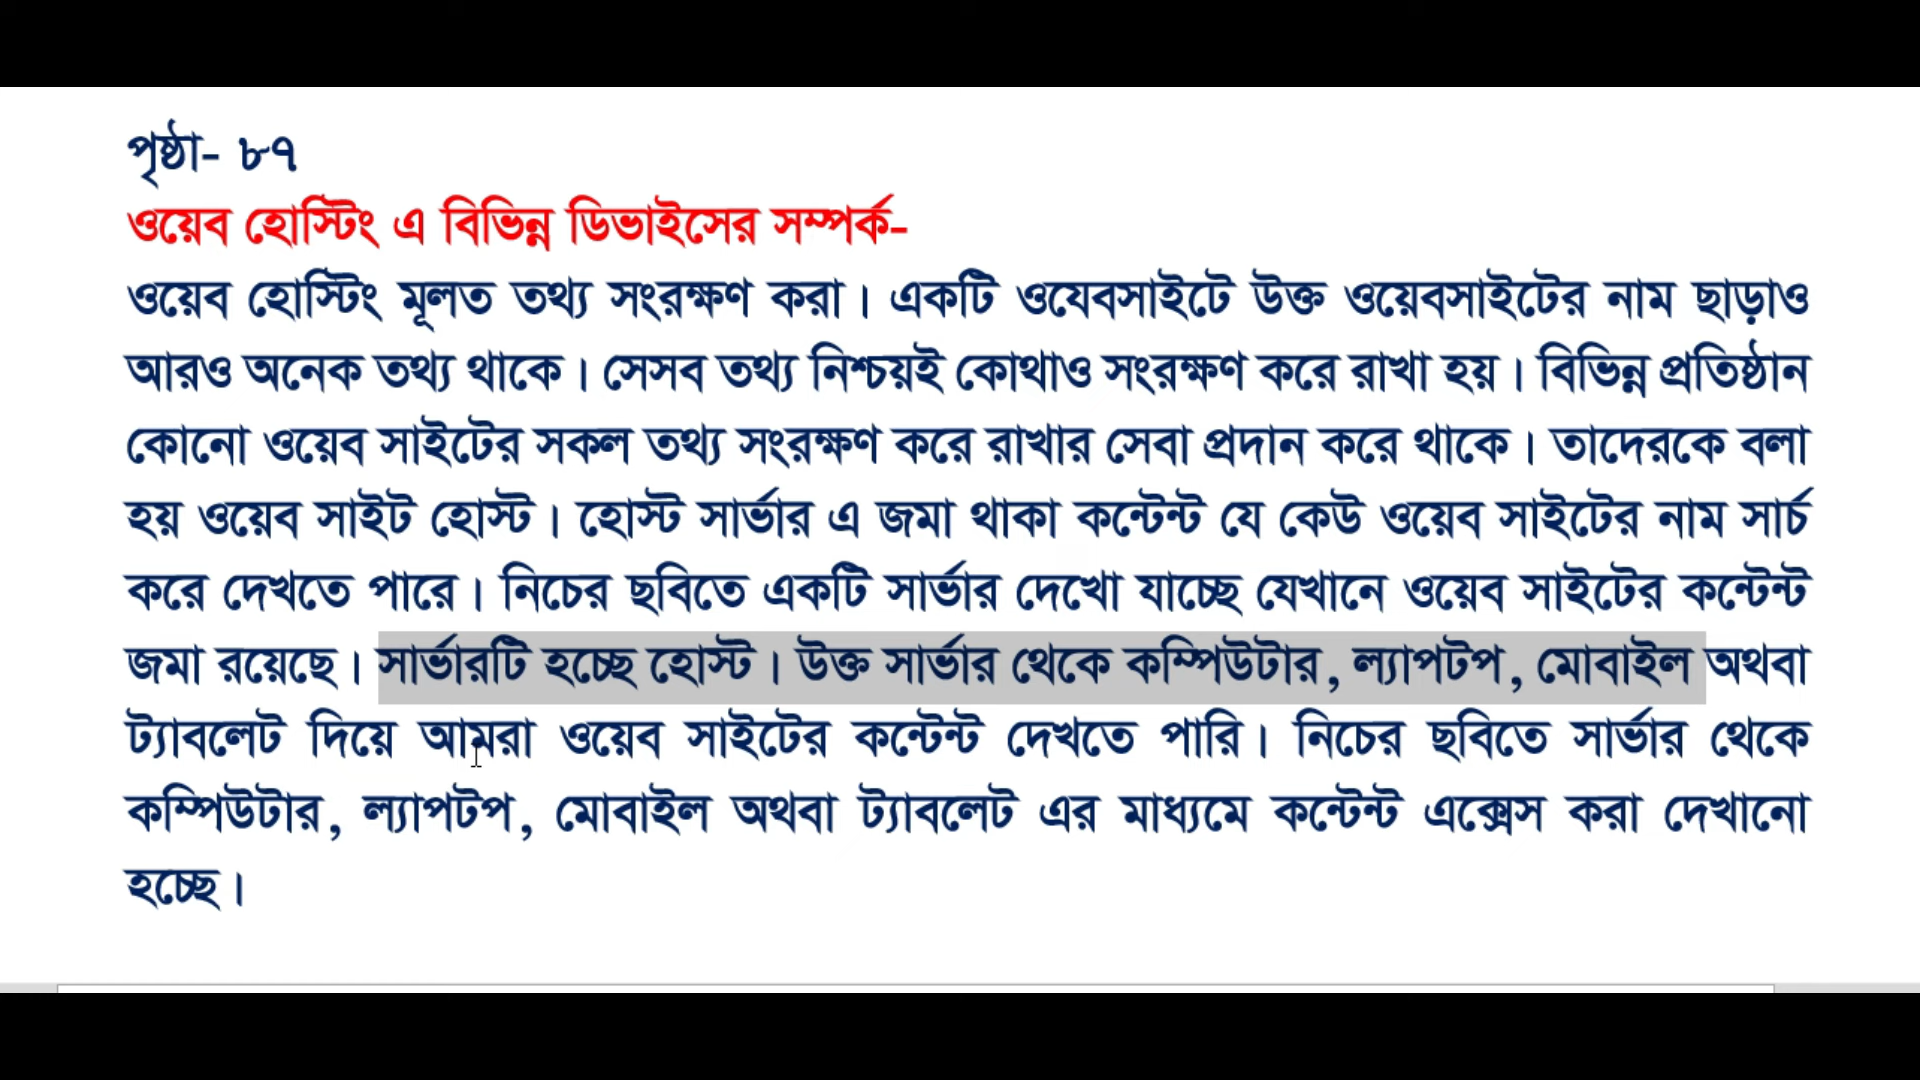 পৃষ্ঠা- ৮৭
ওয়েব হোস্টিং এ বিভিন্ন ডিভাইসের সম্পর্ক-
ওয়েব হোস্টিং মূলত তথ্য সংরক্ষণ করা। একটি ওযেবসাইটে উক্ত ওয়েবসাইটের নাম ছাড়াও
আরও অনেক তথ্য থাকে। সেসব তথ্য নিশ্চয়ই কোথাও সংরক্ষণ করে রাখা হয়। বিভিন্ন প্রতিষ্ঠান
কোনো ওয়েব সাইটের সকল তথ্য সংরক্ষণ করে রাখার সেবা প্রদান করে থাকে। তাদেরকে বলা
হয় ওয়েব সাইট হোস্ট। হোস্ট সার্ভার এ জমা থাকা কন্টেন্ট যে কেউ ওয়েব সাইটের নাম সার্চ
করে দেখতে পারে। নিচের ছবিতে একটি সার্ভার দেখো যাচ্ছে যেখানে ওয়েব সাইটের কন্টেন্ট
জমা রয়েছে। সার্ভারটি হচ্ছে হোস্ট। উক্ত সার্ভার থেকে কম্পিউটার, ল্যাপটপ, মোবাইল অথবা
ট্যাবলেট দিয়ে আমরা ওয়েব সাইটের কন্টেন্ট দেখতে পারি। নিচের ছবিতে সার্ভার থেকে
কম্পিউটার, ল্যাপটপ, মোবাইল অথবা ট্যাবলেট এর মাধ্যমে কন্টেন্ট এক্সেস করা দেখানো
হচ্ছে।